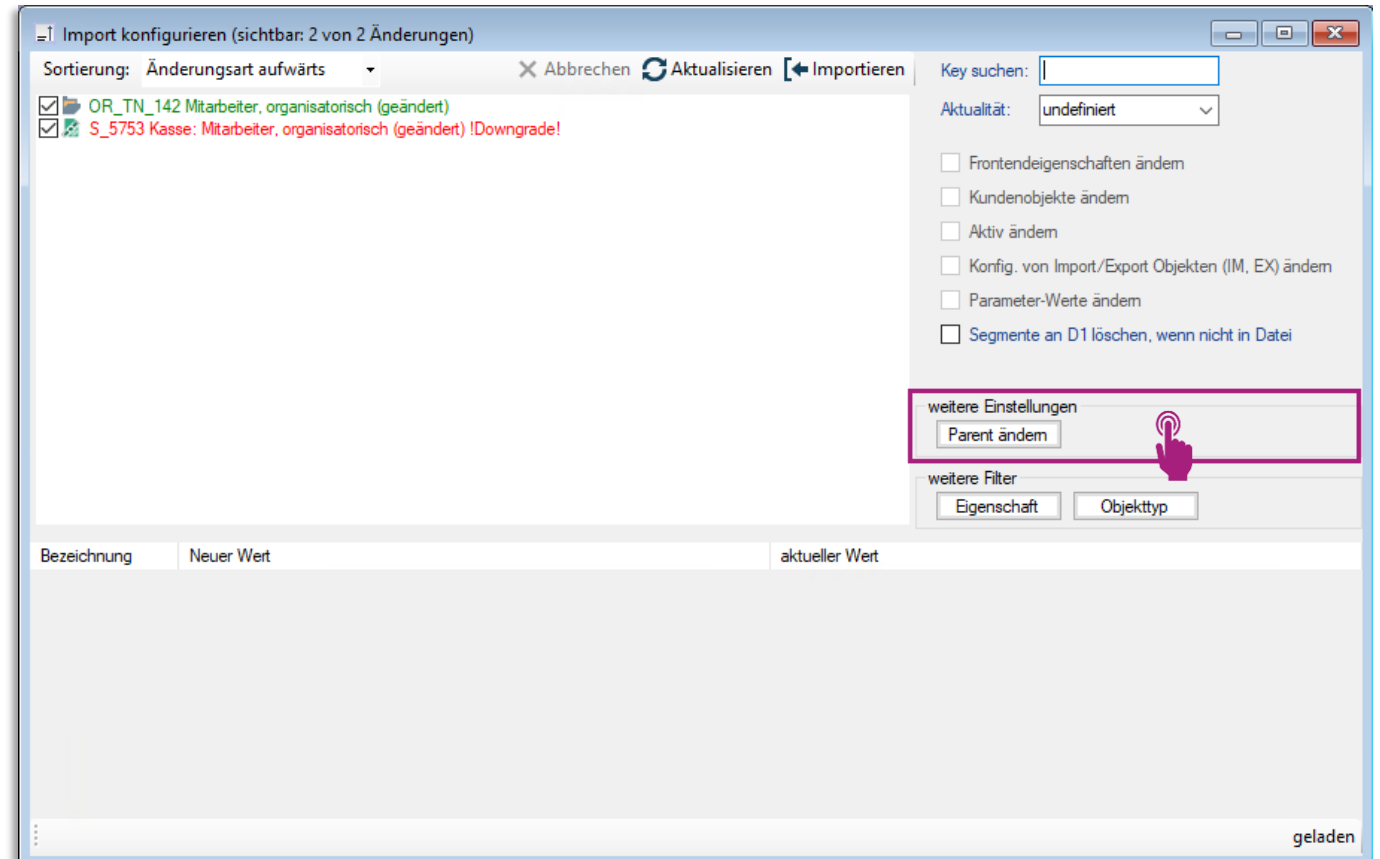 Import konfigurieren (sichtbar: 2 von 2 Änderungen)
Sortierung: Änderungsart aufwärts Abbrechen Aktualisieren Importieren
OR_TN_142 Mitarbeiter, organisatorisch (geändert)
S_5753 Kasse: Mitarbeiter, organisatorisch (geändert) !Downgrade!
Key suchen:
Aktualität: undefiniert
Frontendeigenschaften ändern
Kundenobjekte ändern
Aktiv ändern
Konfig. von Import/Export Objekten (IM, EX) ändern
Parameter-Werte ändern
Segmente an D1 löschen, wenn nicht in Datei
weitere Einstellungen
Parent ändern
weitere Filter
Eigenschaft Objekttyp
Bezeichnung Neuer Wert aktueller Wert
geladen